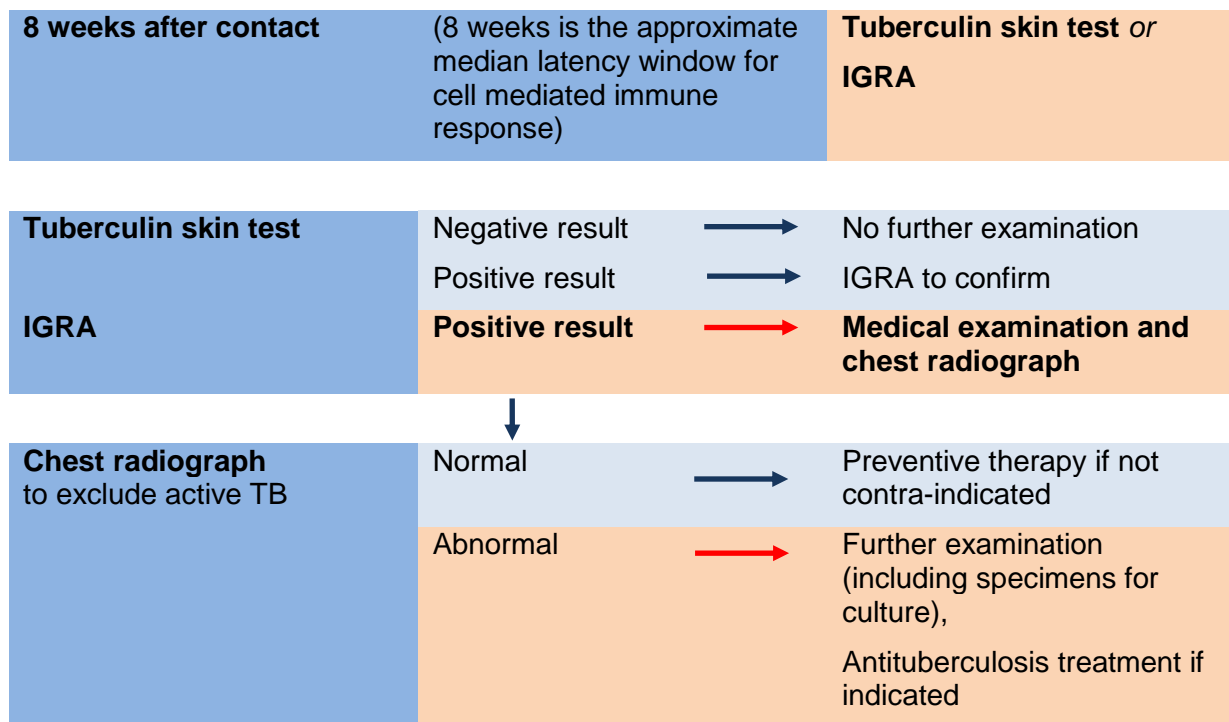 8 weeks after contact
(8 weeks is the approximate
median latency window for
cell mediated immune
response)
Tuberculin skin test or
IGRA
Tuberculin skin test
Negative result
No further examination
Positive result
IGRA to confirm
IGRA
Positive result
Medical examination and
chest radiograph
Chest radiograph
to exclude active TB
Normal
Preventive therapy if not
contra-indicated
Abnormal
Further examination
(including specimens for
culture),
Antituberculosis treatment if
indicated